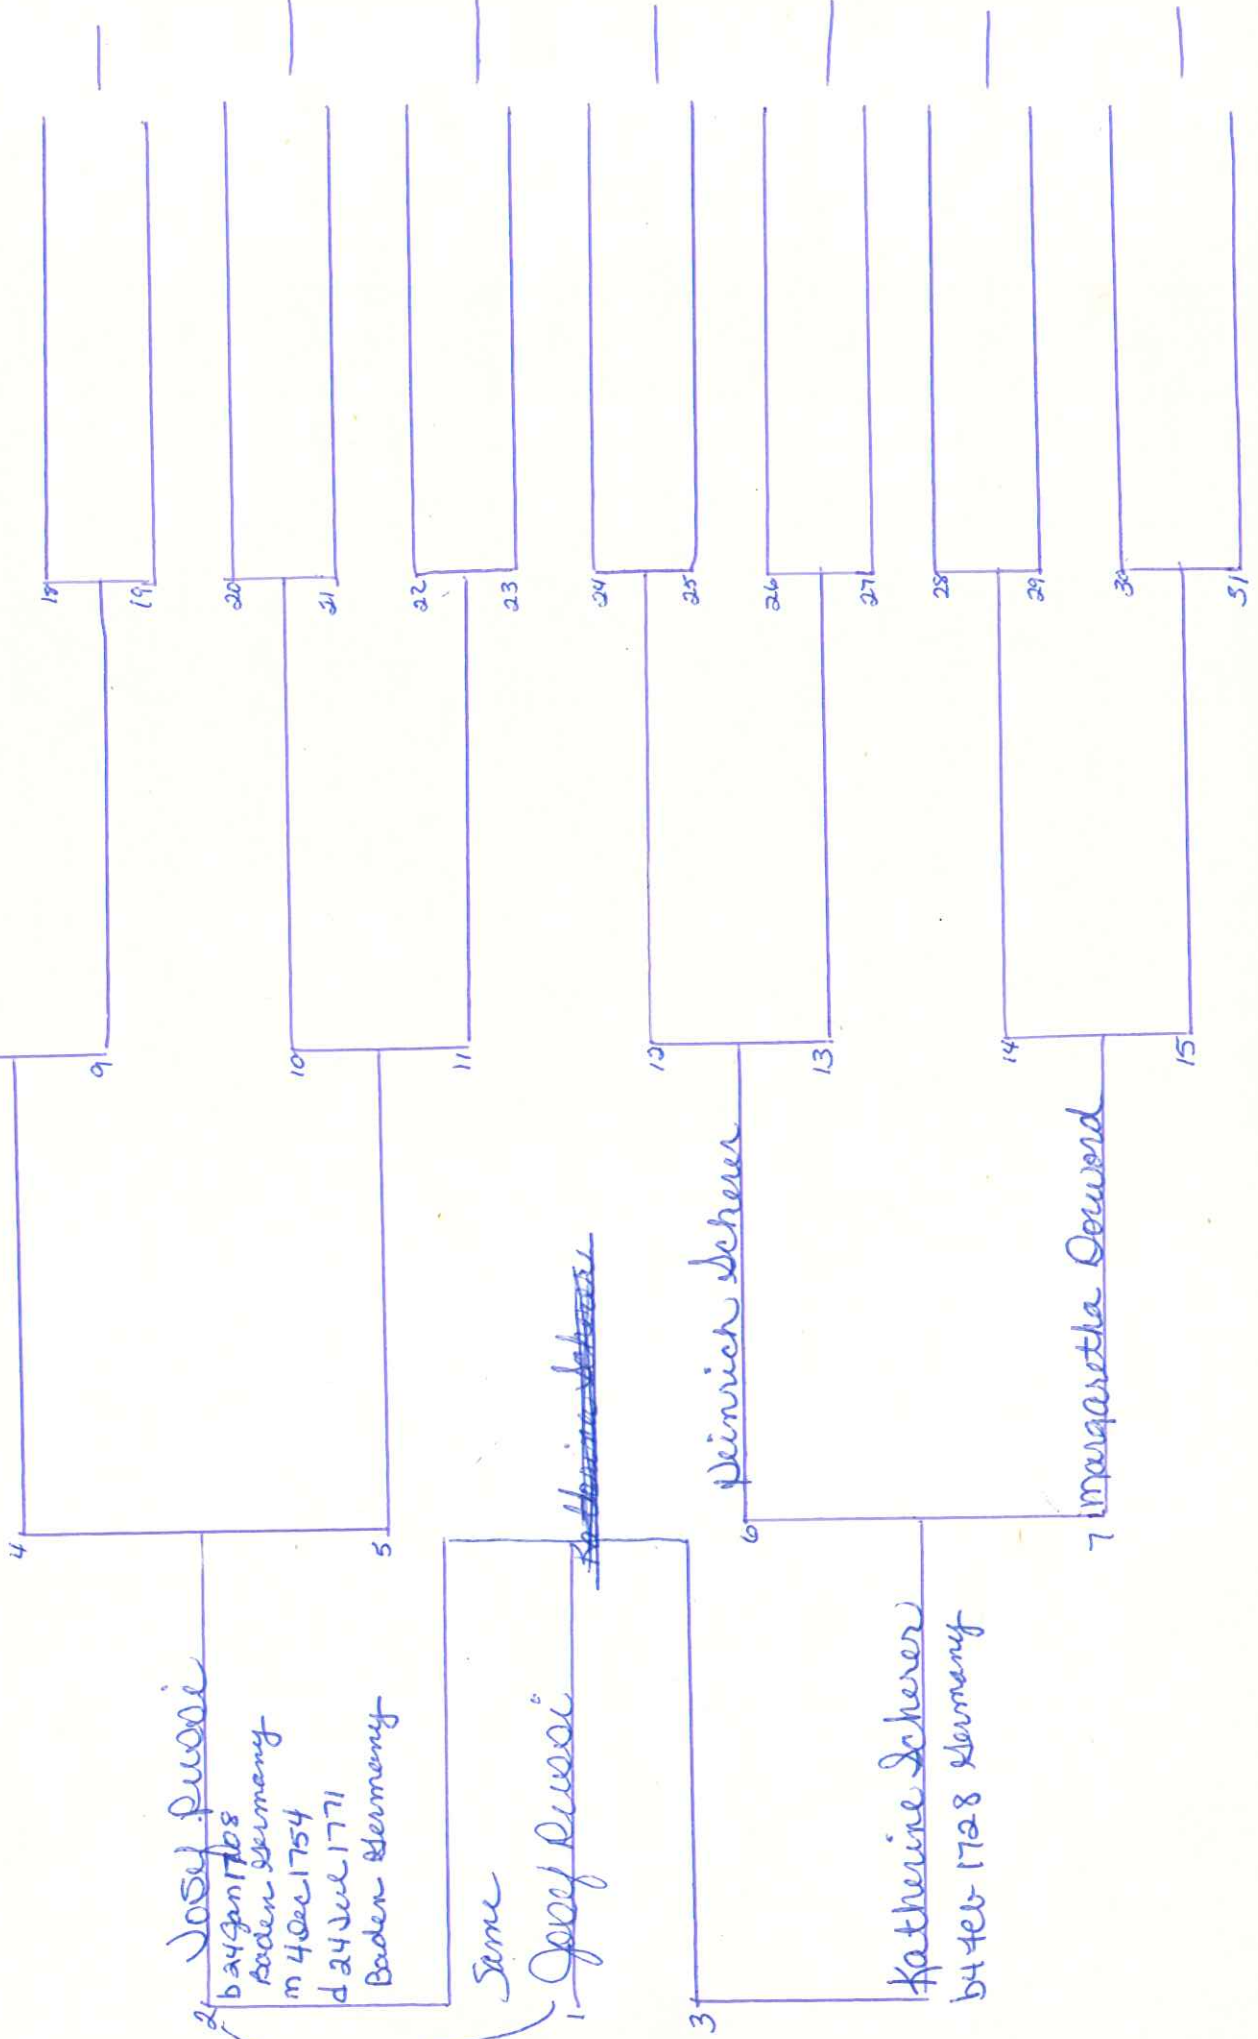 4
18
9
19
2 Josef Russi
b 24 Jan 1708
Baden Germany
m 4 Dec 1754
d 24 Jul 1771
Baden Germany
20
10
21
5
22
11
23
Same
1 Josef Russi
24
12
25
3
6 Heinrich Scherer
26
13
27
Katherine Scherer
b 4 Feb 1728 Germany
28
14
29
7 Margaretha
30
15
31